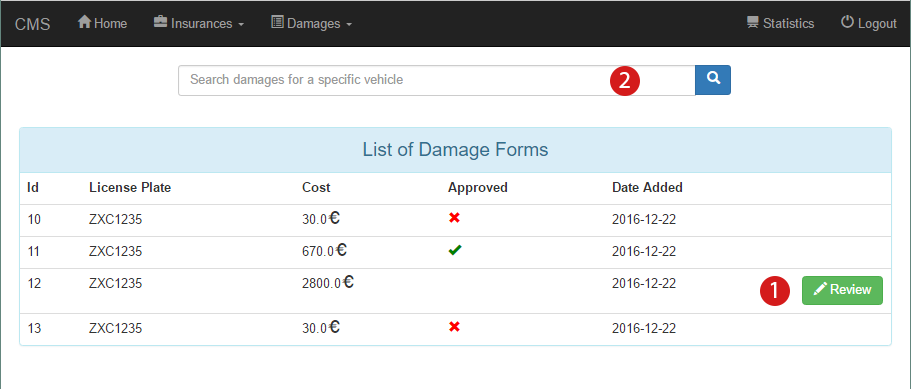 CMS Home Insurances Damages Statistics Logout
Search damages for a specific vehicle 2
List of Damage Forms
Id License Plate Cost Approved Date Added
10 ZXC1235 30.0€ 2016-12-22
11 ZXC1235 670.0€ 2016-12-22
12 ZXC1235 2800.0€ 2016-12-22 1 Review
13 ZXC1235 30.0€ 2016-12-22